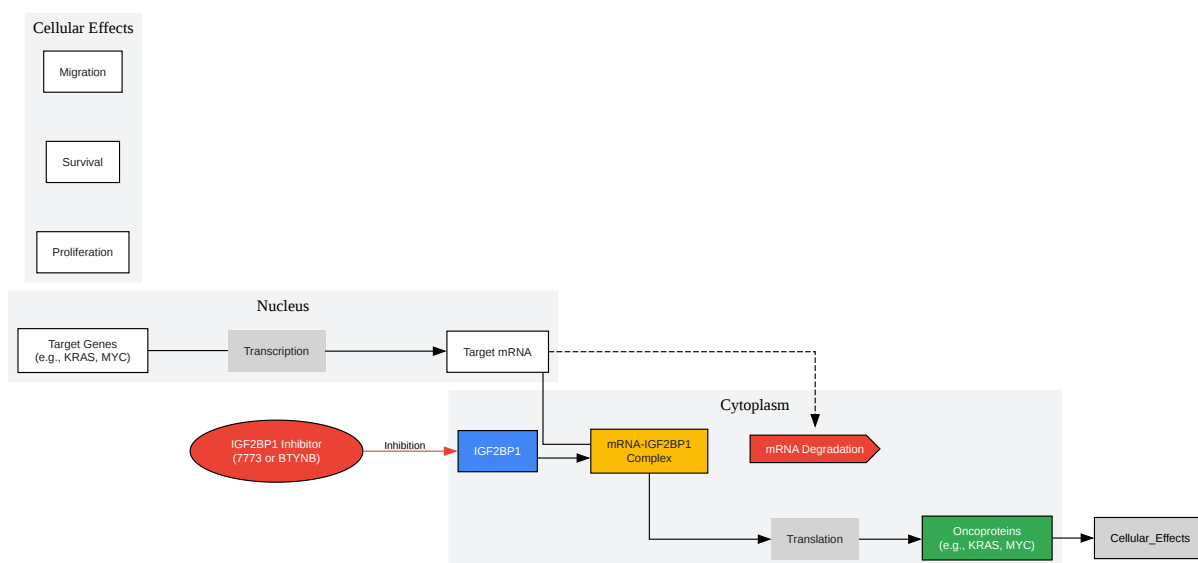 Cellular Effects
Migration
Survival
Proliferation
Nucleus
Target Genes
(e.g., KRAS, MYC)
Transcription
Target mRNA
Cytoplasm
IGF2BP1 Inhibitor
(7773 or BTYNB)
Inhibition
IGF2BP1
mRNA-IGF2BP1
Complex
mRNA Degradation
Translation
Oncoproteins
(e.g., KRAS, MYC)
Cellular_Effects